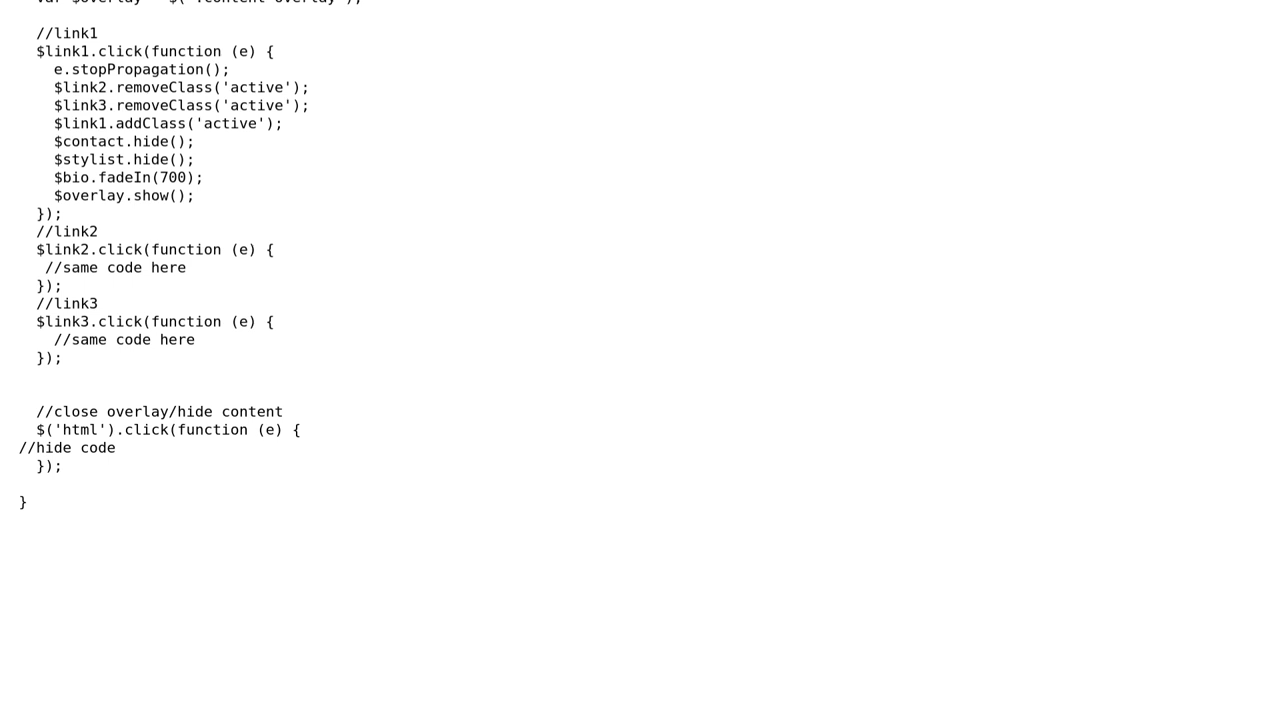 //link1
$link1.click(function (e) {
e.stopPropagation();
$link2.removeClass('active');
$link3.removeClass('active');
$link1.addClass('active');
$contact.hide();
$stylist.hide();
$bio.fadeIn(700);
$overlay.show();
});
//link2
$link2.click(function (e) {
//same code here
});
//link3
$link3.click(function (e) {
//same code here
});
//close overlay/hide content
$('html').click(function (e) {
//hide code
});
}